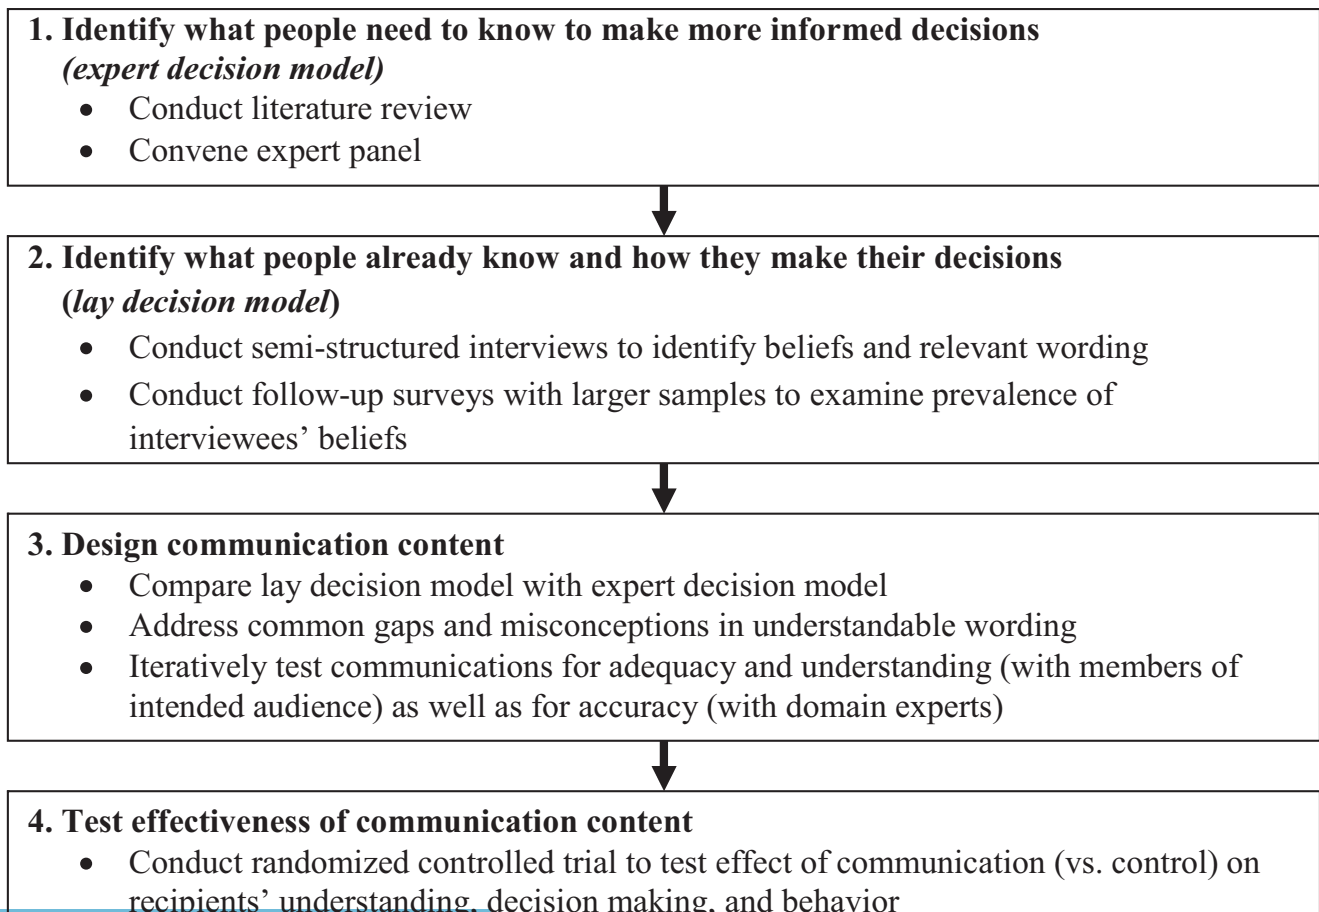 1. Identify what people need to know to make more informed decisions
(expert decision model)
• Conduct literature review
• Convene expert panel
2. Identify what people already know and how they make their decisions
(lay decision model)
• Conduct semi-structured interviews to identify beliefs and relevant wording
• Conduct follow-up surveys with larger samples to examine prevalence of
interviewees’ beliefs
3. Design communication content
• Compare lay decision model with expert decision model
• Address common gaps and misconceptions in understandable wording
• Iteratively test communications for adequacy and understanding (with members of
intended audience) as well as for accuracy (with domain experts)
4. Test effectiveness of communication content
• Conduct randomized controlled trial to test effect of communication (vs. control) on
recipients’ understanding, decision making, and behavior